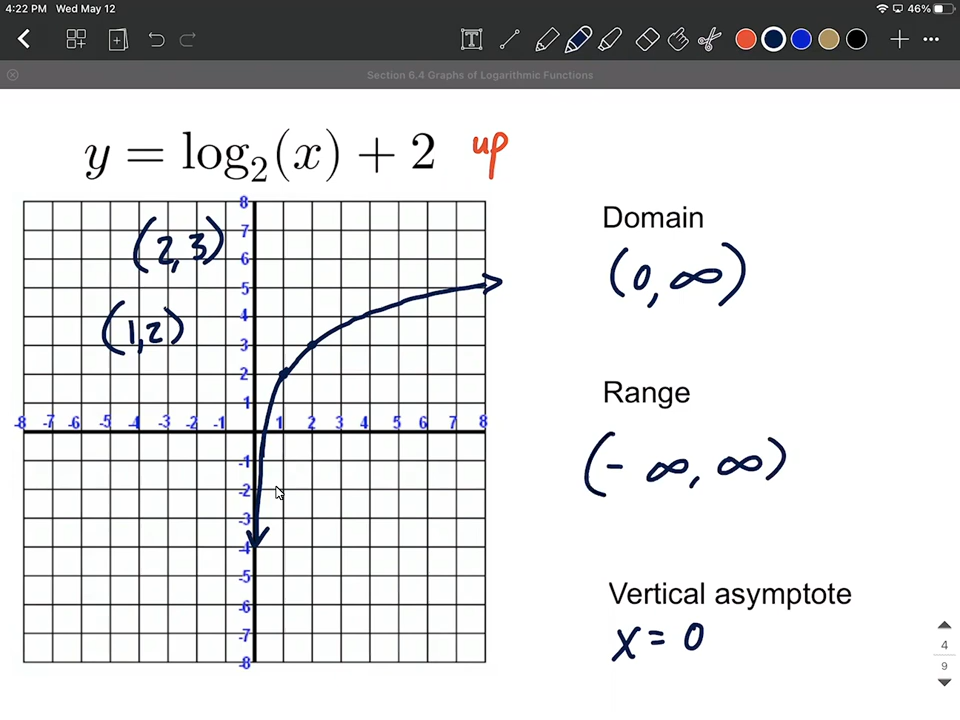 4:22 PM Wed May 12
46%
Section 6.4 Graphs of Logarithmic Functions
y = log₂(x) + 2 up
(2, 3)
(1, 2)
8
7
6
5
4
3
2
1
-8 -7 -6 -5 -4 -3 -2 -1 1 2 3 4 5 6 7 8
-1
-2
-3
-4
-5
-6
-7
-8
Domain
(0, ∞)
Range
(- ∞, ∞)
Vertical asymptote
x = 0
4
9